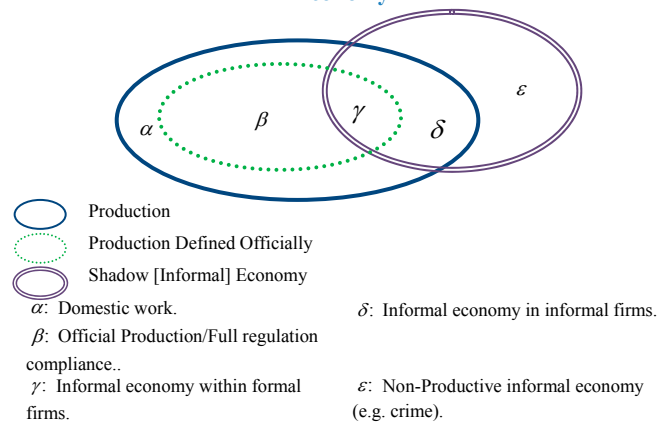 α
β
γ
δ
ε
Production
Production Defined Officially
Shadow [Informal] Economy
α: Domestic work.
δ: Informal economy in informal firms.
β: Official Production/Full regulation
compliance..
γ: Informal economy within formal
firms.
ε: Non-Productive informal economy
(e.g. crime).